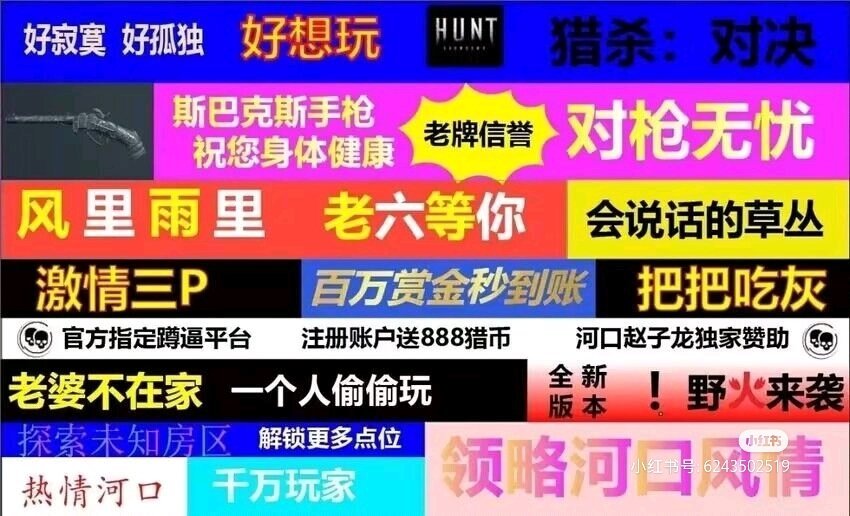 好寂寞 好孤独 好想玩 HUNT 猎杀：对决
斯巴克斯手枪
祝您身体健康
老牌信誉
对枪无忧
风里雨里 老六等你 会说话的草丛
激情三P 百万赏金秒到账 把把吃灰
官方指定蹲逼平台 注册账户送888猎币 河口赵子龙独家赞助
老婆不在家 一个人偷偷玩
全新
版本
！野火来袭
探索未知房区 解锁更多点位
热情河口 千万玩家
领略河口风情
小红书
小红书号: 6243502519